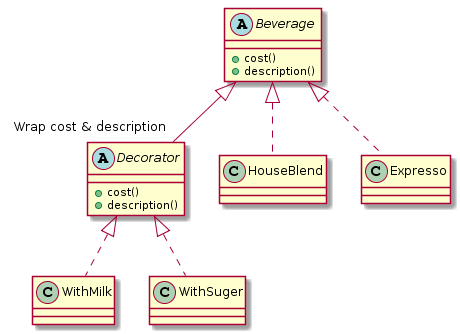 A Beverage
cost()
description()
Wrap cost & description
A Decorator
cost()
description()
C HouseBlend
C Expresso
C WithMilk
C WithSuger